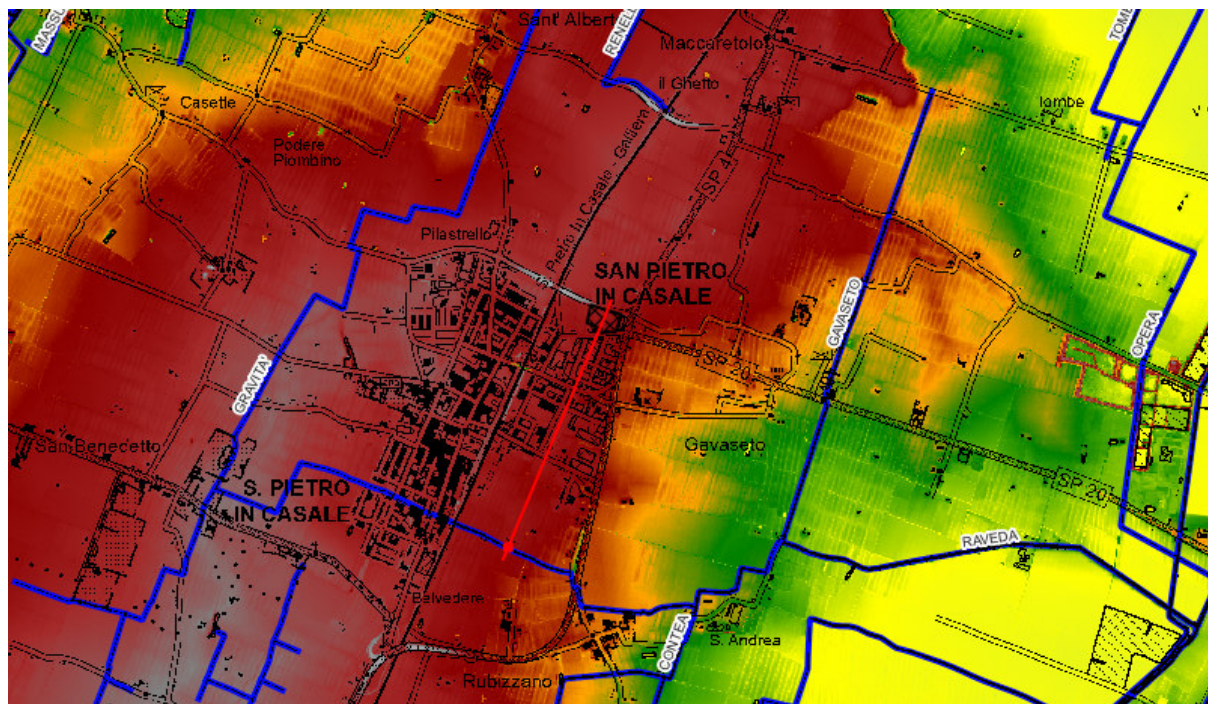 MASSU
Sant' Albert
RENELL
Maccaretolo
TOMB
Casetle
il Ghetto
Iombe
Podere
Piombino
SP 4
Pietro In Casale - Galliera
Pilastrello
SAN PIETRO
IN CASALE
GAVASETO
OPERA
SP 20
GRAVITA'
San Benecetto
Gavaseto
S. PIETRO
IN CASALE
SP 20
RAVEDA
Belvedere
S. Andrea
CONTEA
Rubizzano